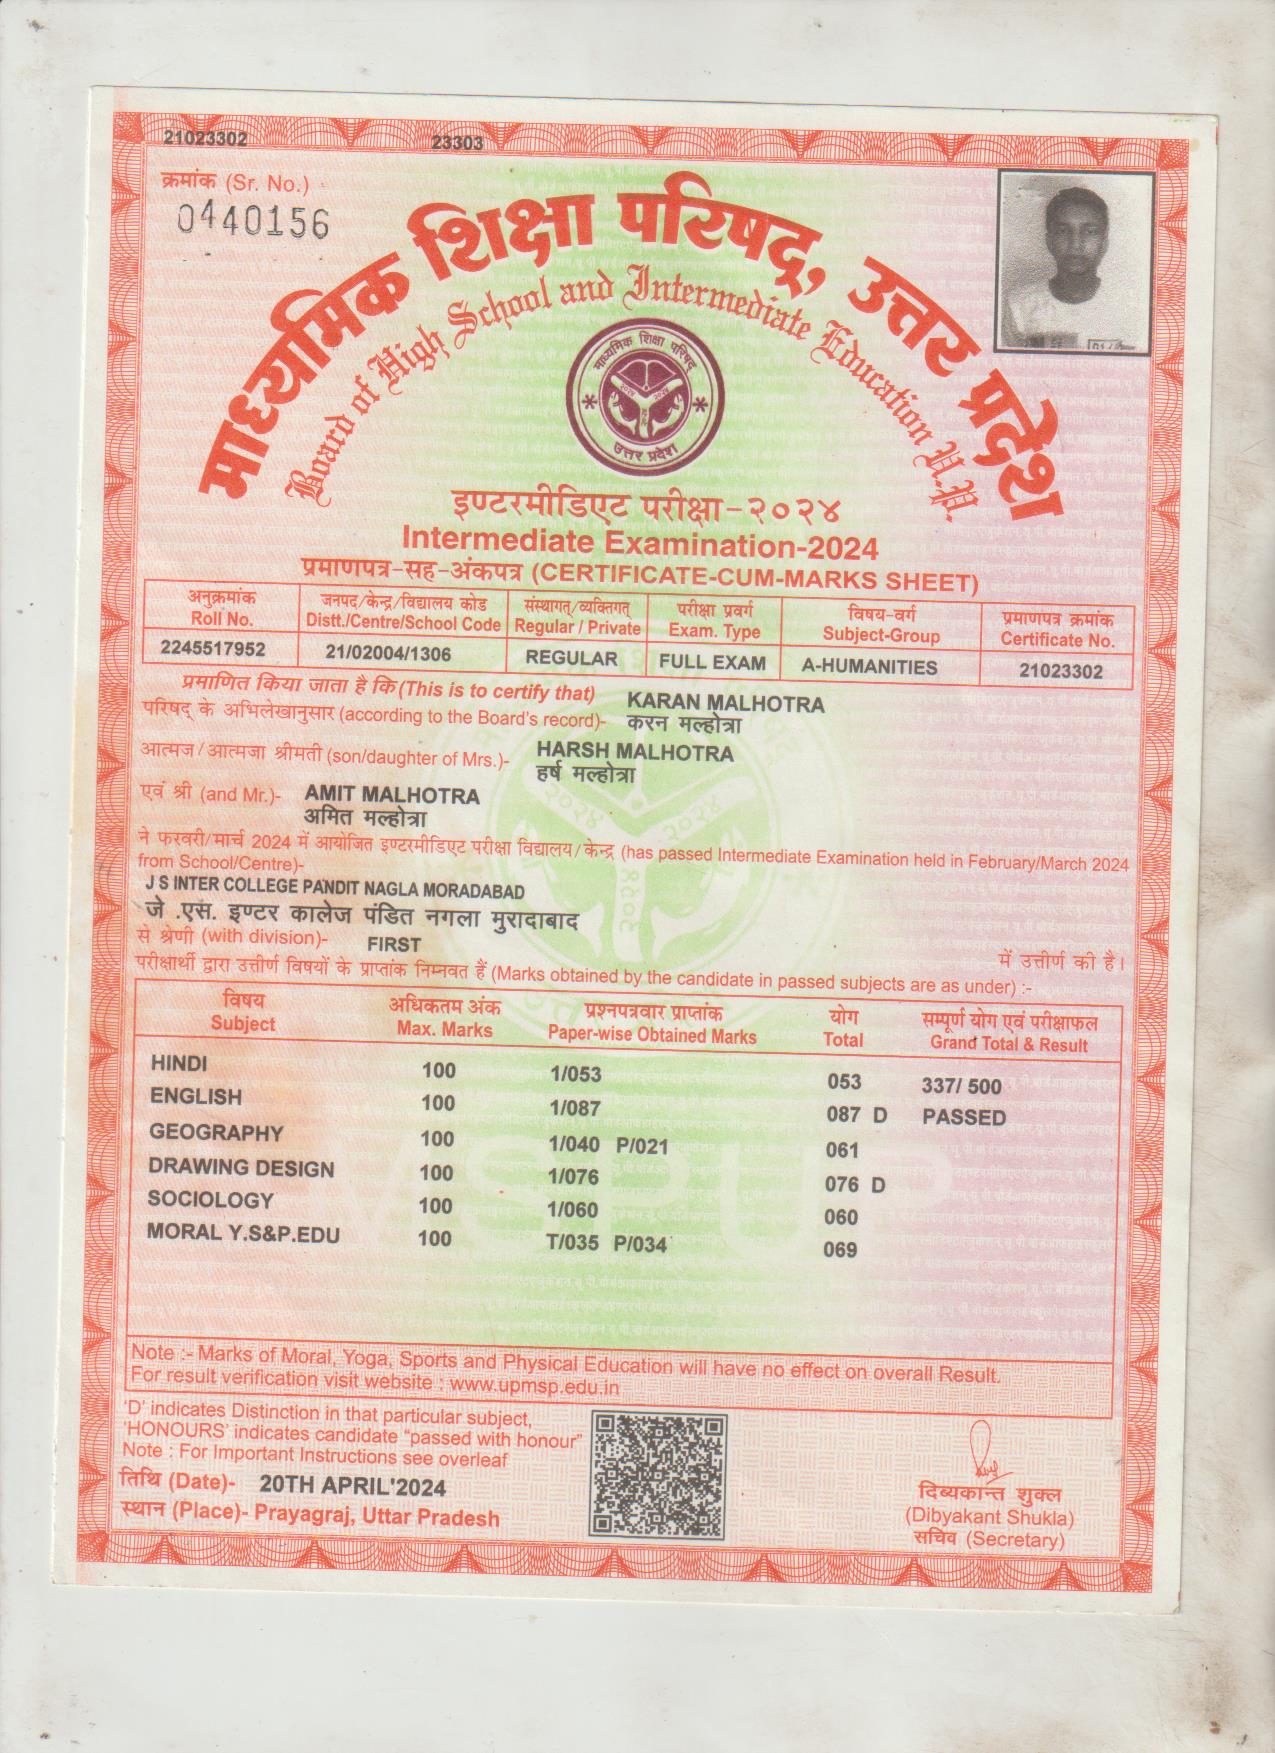 21023302 23303
क्रमांक (Sr. No.)
0440156
माध्यमिक शिक्षा परिषद्, उत्तर प्रदेश
Board of High School and Intermediate Education U.P.
माध्यमिक शिक्षा परिषद्
उत्तर प्रदेश
इण्टरमीडिएट परीक्षा-२०२४
Intermediate Examination-2024
प्रमाणपत्र-सह-अंकपत्र (CERTIFICATE-CUM-MARKS SHEET)
अनुक्रमांक जनपद/केन्द्र/विद्यालय कोड संस्थागत्/व्यक्तिगत् परीक्षा प्रवर्ग विषय-वर्ग प्रमाणपत्र क्रमांक
Roll No. Distt./Centre/School Code Regular / Private Exam. Type Subject-Group Certificate No.
2245517952 21/02004/1306 REGULAR FULL EXAM A-HUMANITIES 21023302
प्रमाणित किया जाता है कि (This is to certify that) KARAN MALHOTRA
परिषद् के अभिलेखानुसार (according to the Board's record)- करन मल्होत्रा
आत्मज/आत्मजा श्रीमती (son/daughter of Mrs.)- HARSH MALHOTRA
हर्ष मल्होत्रा
एवं श्री (and Mr.)- AMIT MALHOTRA
अमित मल्होत्रा
ने फरवरी/मार्च 2024 में आयोजित इण्टरमीडिएट परीक्षा विद्यालय/केन्द्र (has passed Intermediate Examination held in February/March 2024
from School/Centre)-
J S INTER COLLEGE PANDIT NAGLA MORADABAD
जे .एस. इण्टर कालेज पंडित नगला मुरादाबाद
से श्रेणी (with division)- FIRST में उत्तीर्ण की है।
परीक्षार्थी द्वारा उत्तीर्ण विषयों के प्राप्तांक निम्नवत हैं (Marks obtained by the candidate in passed subjects are as under) :-
विषय अधिकतम अंक प्रश्नपत्रवार प्राप्तांक योग सम्पूर्ण योग एवं परीक्षाफल
Subject Max. Marks Paper-wise Obtained Marks Total Grand Total & Result
HINDI 100 1/053 053 337/ 500
ENGLISH 100 1/087 087 D PASSED
GEOGRAPHY 100 1/040 P/021 061
DRAWING DESIGN 100 1/076 076 D
SOCIOLOGY 100 1/060 060
MORAL Y.S&P.EDU 100 T/035 P/034 069
Note :- Marks of Moral, Yoga, Sports and Physical Education will have no effect on overall Result.
For result verification visit website : www.upmsp.edu.in
'D' indicates Distinction in that particular subject,
'HONOURS' indicates candidate "passed with honour"
Note : For Important Instructions see overleaf
तिथि (Date)- 20TH APRIL'2024
स्थान (Place)- Prayagraj, Uttar Pradesh
दिब्यकान्त शुक्ल
(Dibyakant Shukla)
सचिव (Secretary)